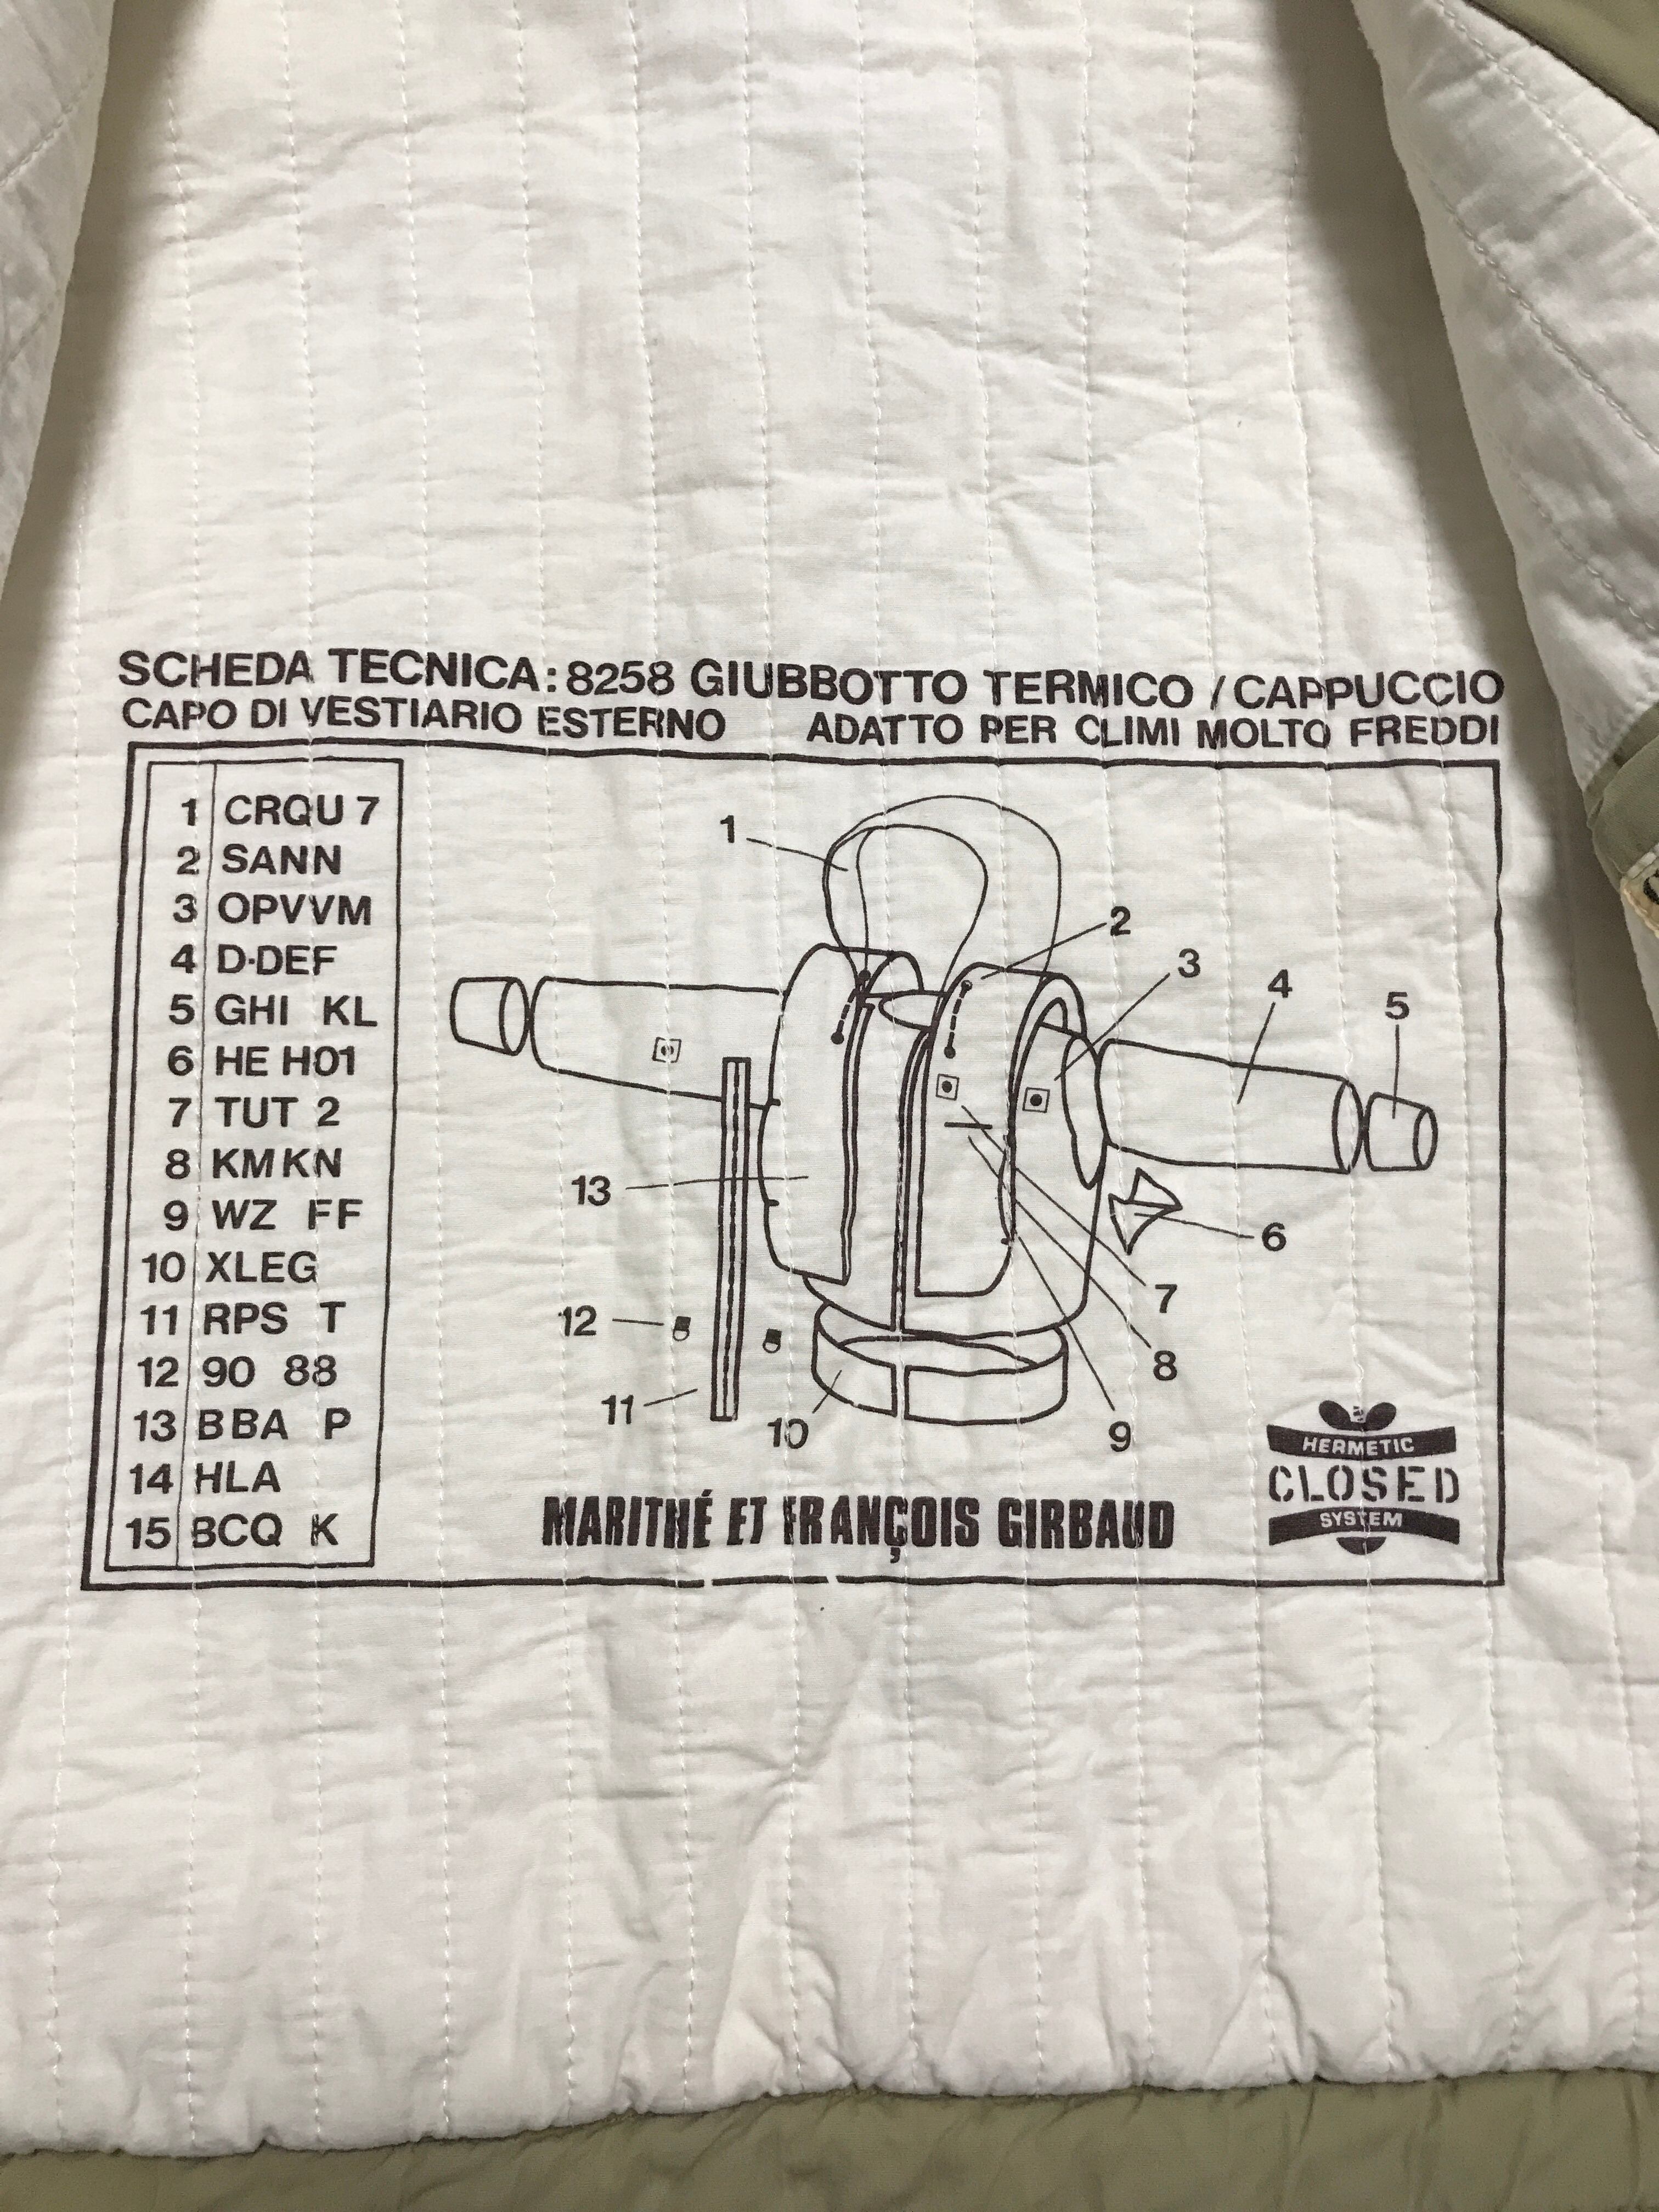 SCHEDA TECNICA: 8258 GIUBBOTTO TERMICO / CAPPUCCIO
CAPO DI VESTIARIO ESTERNO ADATTO PER CLIMI MOLTO FREDDI
1 CRQU 7
2 SANN
3 OPVVM
4 D·DEF
5 GHI KL
6 HE H01
7 TUT 2
8 KMKN
9 WZ FF
10 XLEG
11 RPS T
12 90 88
13 BBA P
14 HLA
15 BCQ K
1
2
3
4
5
13
6
7
12
8
11
10
9
MARITHÉ ET FRANÇOIS GIRBAUD
HERMETIC
CLOSED
SYSTEM